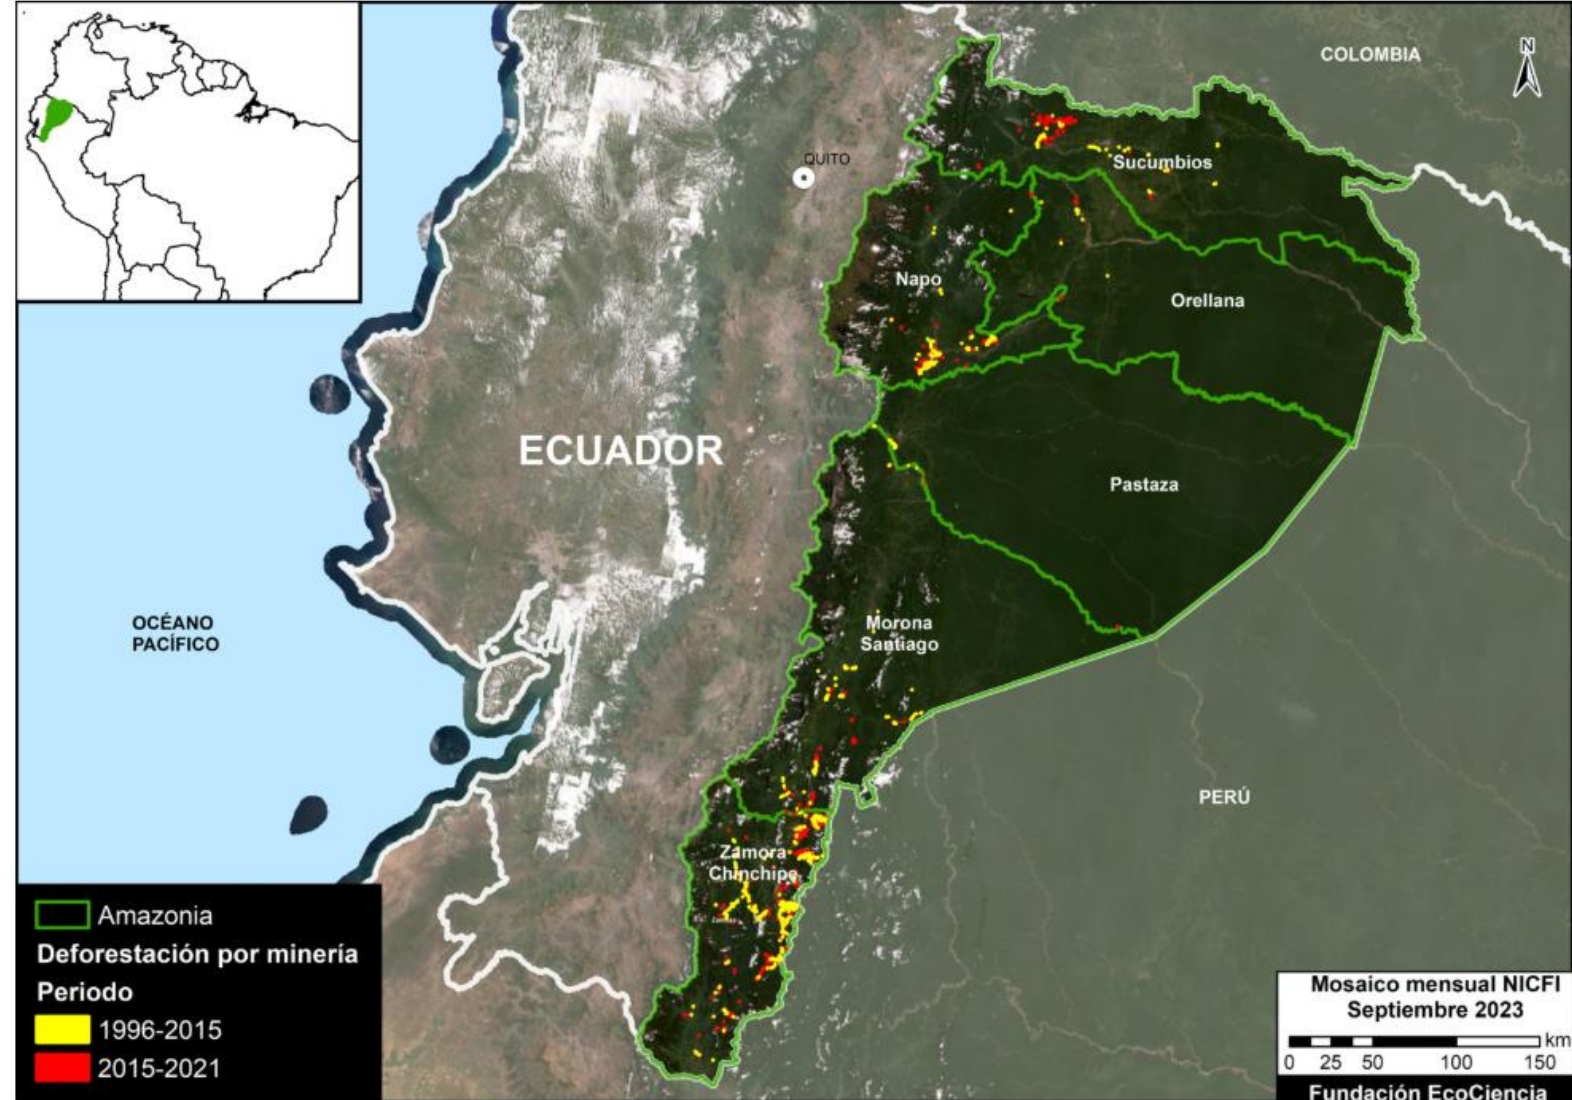 COLOMBIA
N
QUITO
Sucumbios
Napo
Orellana
ECUADOR
Pastaza
OCÉANO
PACÍFICO
Morona
Santiago
PERÚ
Zamora
Chinchipe
Amazonia
Deforestación por minería
Periodo
1996-2015
2015-2021
Mosaico mensual NICFI
Septiembre 2023
km
0 25 50 100 150
Fundación EcoCiencia